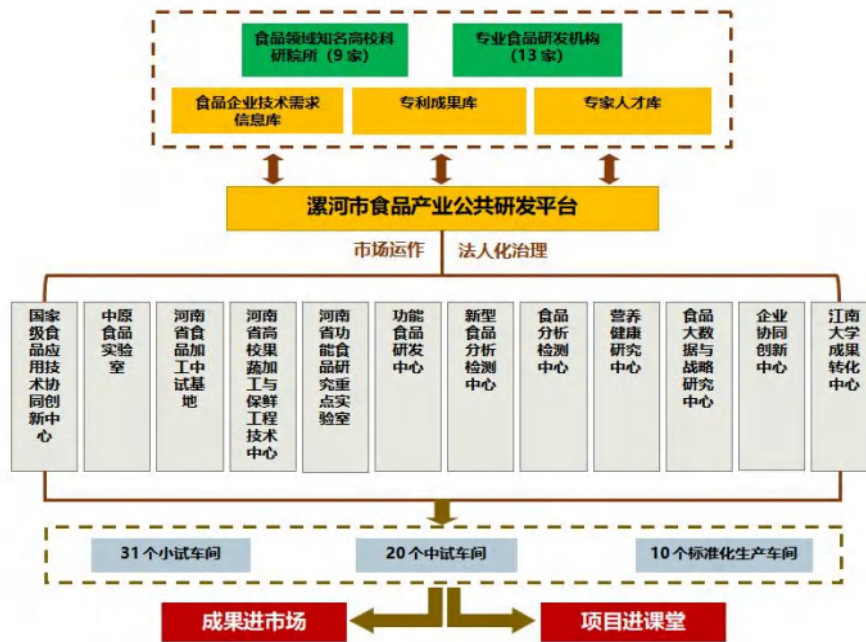 食品领域知名高校科
研院所（9家）
专业食品研发机构
（13家）
食品企业技术需求
信息库
专利成果库
专家人才库
漯河市食品产业公共研发平台
市场运作
法人化治理
国家
级食
品应
用技
术协
同创
新中
心
中原
食品
实验
室
河南
省食
品加
工中
试基
地
河南
省高
校果
蔬加
工与
保鲜
工程
技术
中心
河南
省功
能食
品研
究重
点实
验室
功能
食品
研发
中心
新型
食品
分析
检测
中心
食品
分析
检测
中心
营养
健康
研究
中心
食品
大数
据与
战略
研究
中心
企业
协同
创新
中心
江南
大学
成果
转化
中心
31个小试车间
20个中试车间
10个标准化生产车间
成果进市场
项目进课堂